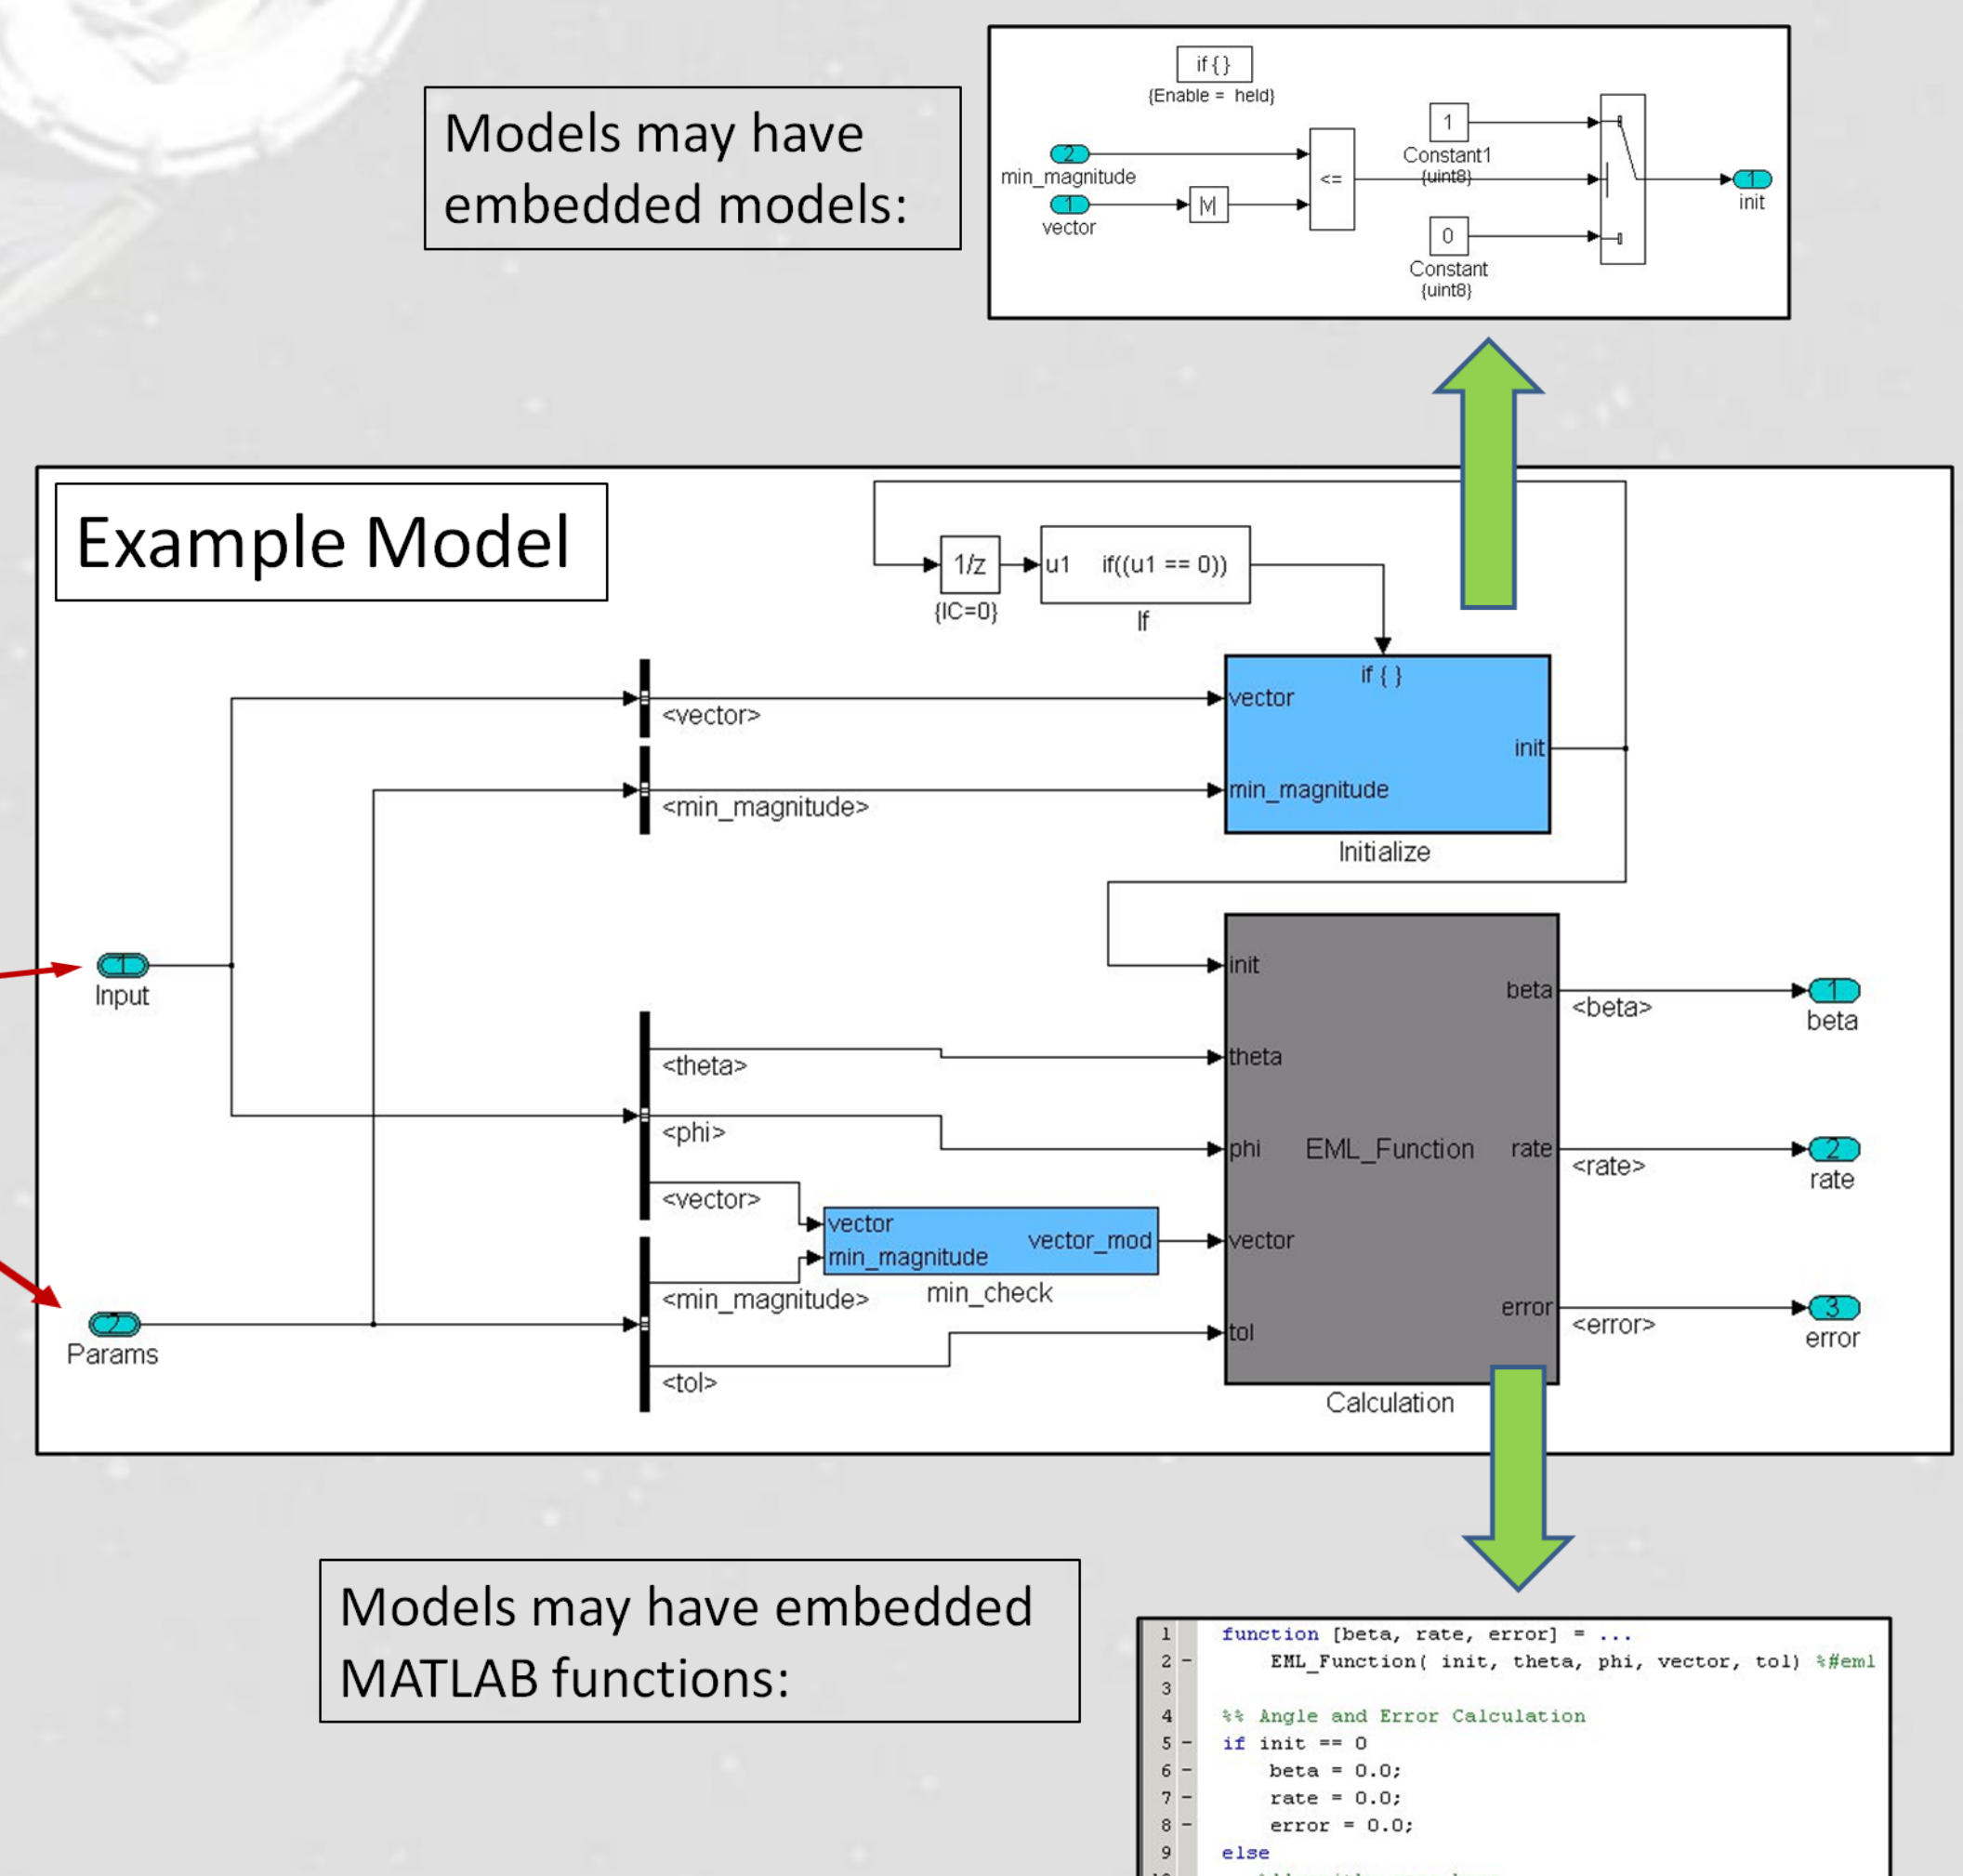 Models may have
embedded models:
if { }
{Enable = held}
2
min_magnitude
1
vector
<=
1
Constant1
{uint8}
0
Constant
{uint8}
1
init
Example Model
1/z
{IC=0}
u1 if((u1 == 0))
If
<vector>
<min_magnitude>
if { }
vector
init
min_magnitude
Initialize
1
Input
2
Params
<theta>
<phi>
<vector>
<min_magnitude>
<tol>
vector
min_magnitude
vector_mod
min_check
init
theta
phi
vector
tol
EML_Function
beta
rate
error
Calculation
<beta>
<rate>
<error>
1
beta
2
rate
3
error
Models may have embedded
MATLAB functions:
1 function [beta, rate, error] = ...
2 - EML_Function( init, theta, phi, vector, tol) %#eml
3
4 %% Angle and Error Calculation
5 - if init == 0
6 - beta = 0.0;
7 - rate = 0.0;
8 - error = 0.0;
9 else